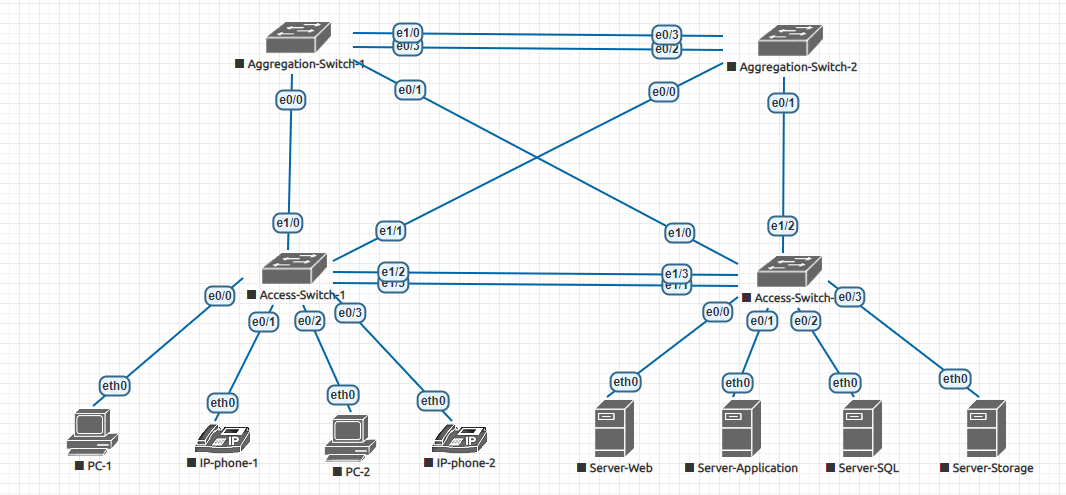 e1/0
e0/3
e0/3
e0/2
Aggregation-Switch-1
Aggregation-Switch-2
e0/1
e0/0
e0/0
e0/1
e1/0
e1/1
e1/0
e1/2
e1/2
e1/3
e1/1
Access-Switch-1
Access-Switch-
e0/0
e0/1
e0/2
e0/3
e0/0
e0/1
e0/2
e0/3
eth0
eth0
eth0
eth0
eth0
eth0
eth0
eth0
IP
IP
PC-1
IP-phone-1
PC-2
IP-phone-2
Server-Web
Server-Application
Server-SQL
Server-Storage